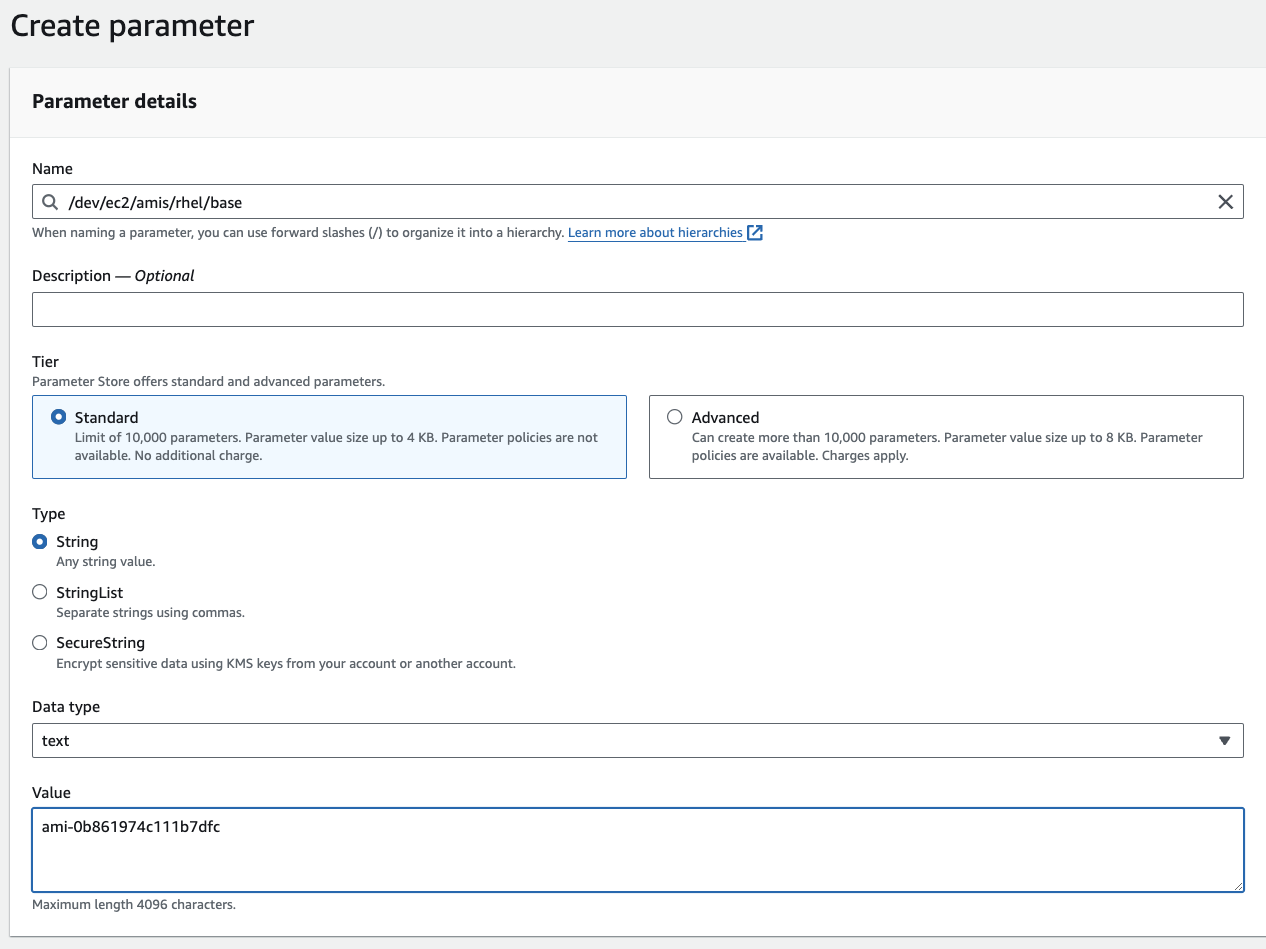 Create parameter
Parameter details
Name
/dev/ec2/amis/rhel/base
When naming a parameter, you can use forward slashes (/) to organize it into a hierarchy. Learn more about hierarchies
Description — Optional
Tier
Parameter Store offers standard and advanced parameters.
Standard
Limit of 10,000 parameters. Parameter value size up to 4 KB. Parameter policies are not
available. No additional charge.
Advanced
Can create more than 10,000 parameters. Parameter value size up to 8 KB. Parameter
policies are available. Charges apply.
Type
String
Any string value.
StringList
Separate strings using commas.
SecureString
Encrypt sensitive data using KMS keys from your account or another account.
Data type
text
Value
ami-0b861974c111b7dfc
Maximum length 4096 characters.